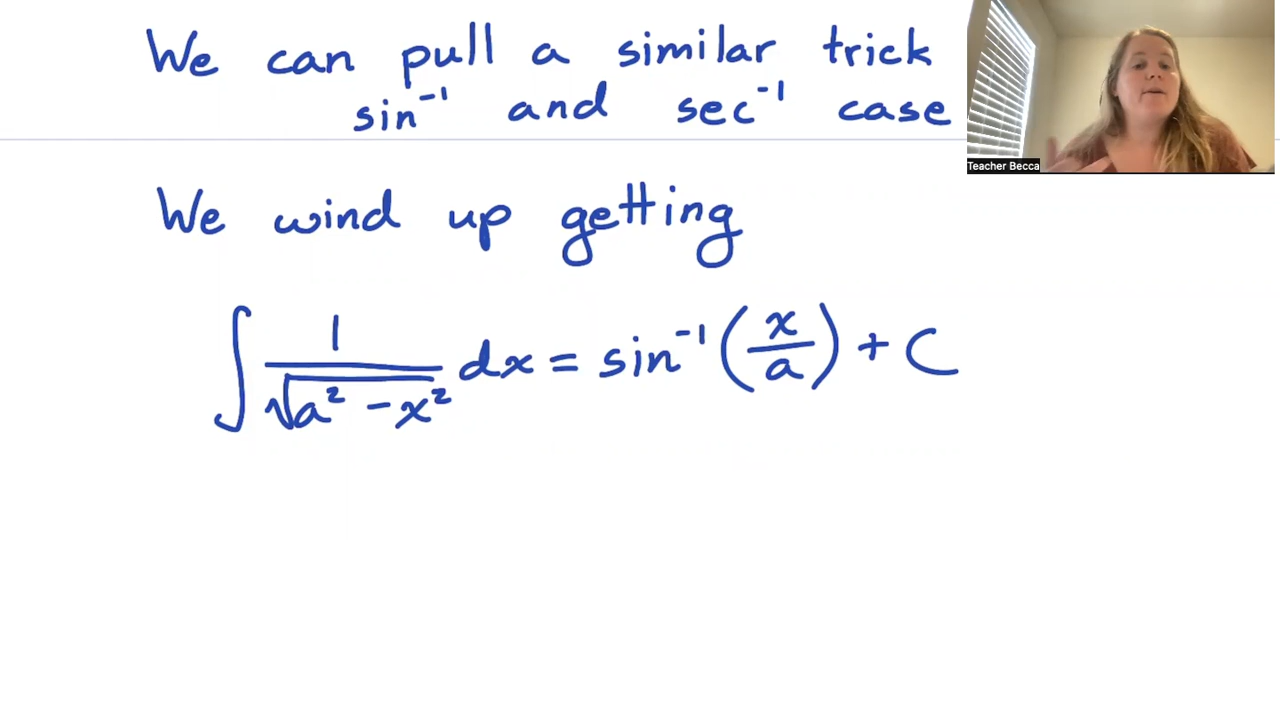 We can pull a similar trick
sin⁻¹ and sec⁻¹ case
Teacher Becca
We wind up getting
∫ 1/√(a² - x²) dx = sin⁻¹ (x/a) + C